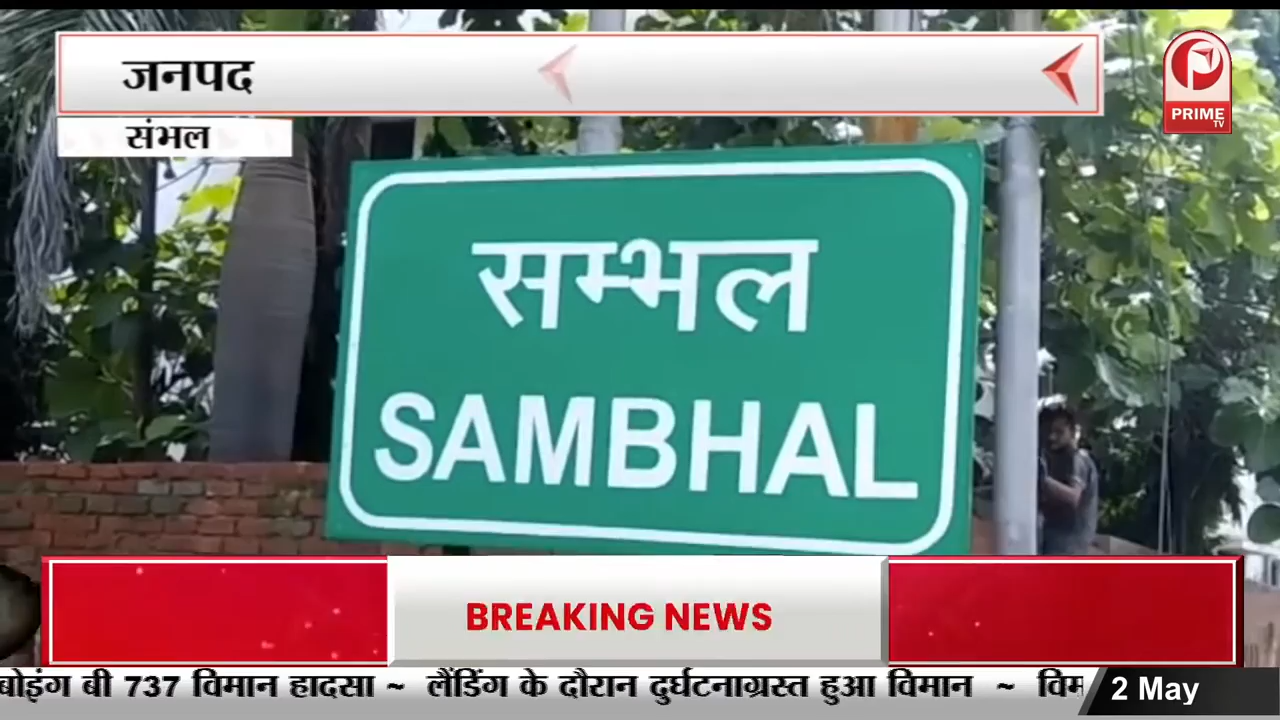 जनपद
संभल
PRIME
TV
सम्भल
SAMBHAL
BREAKING NEWS
बोइंग बी 737 विमान हादसा ~ लैंडिंग के दौरान दुर्घटनाग्रस्त हुआ विमान ~
2 May